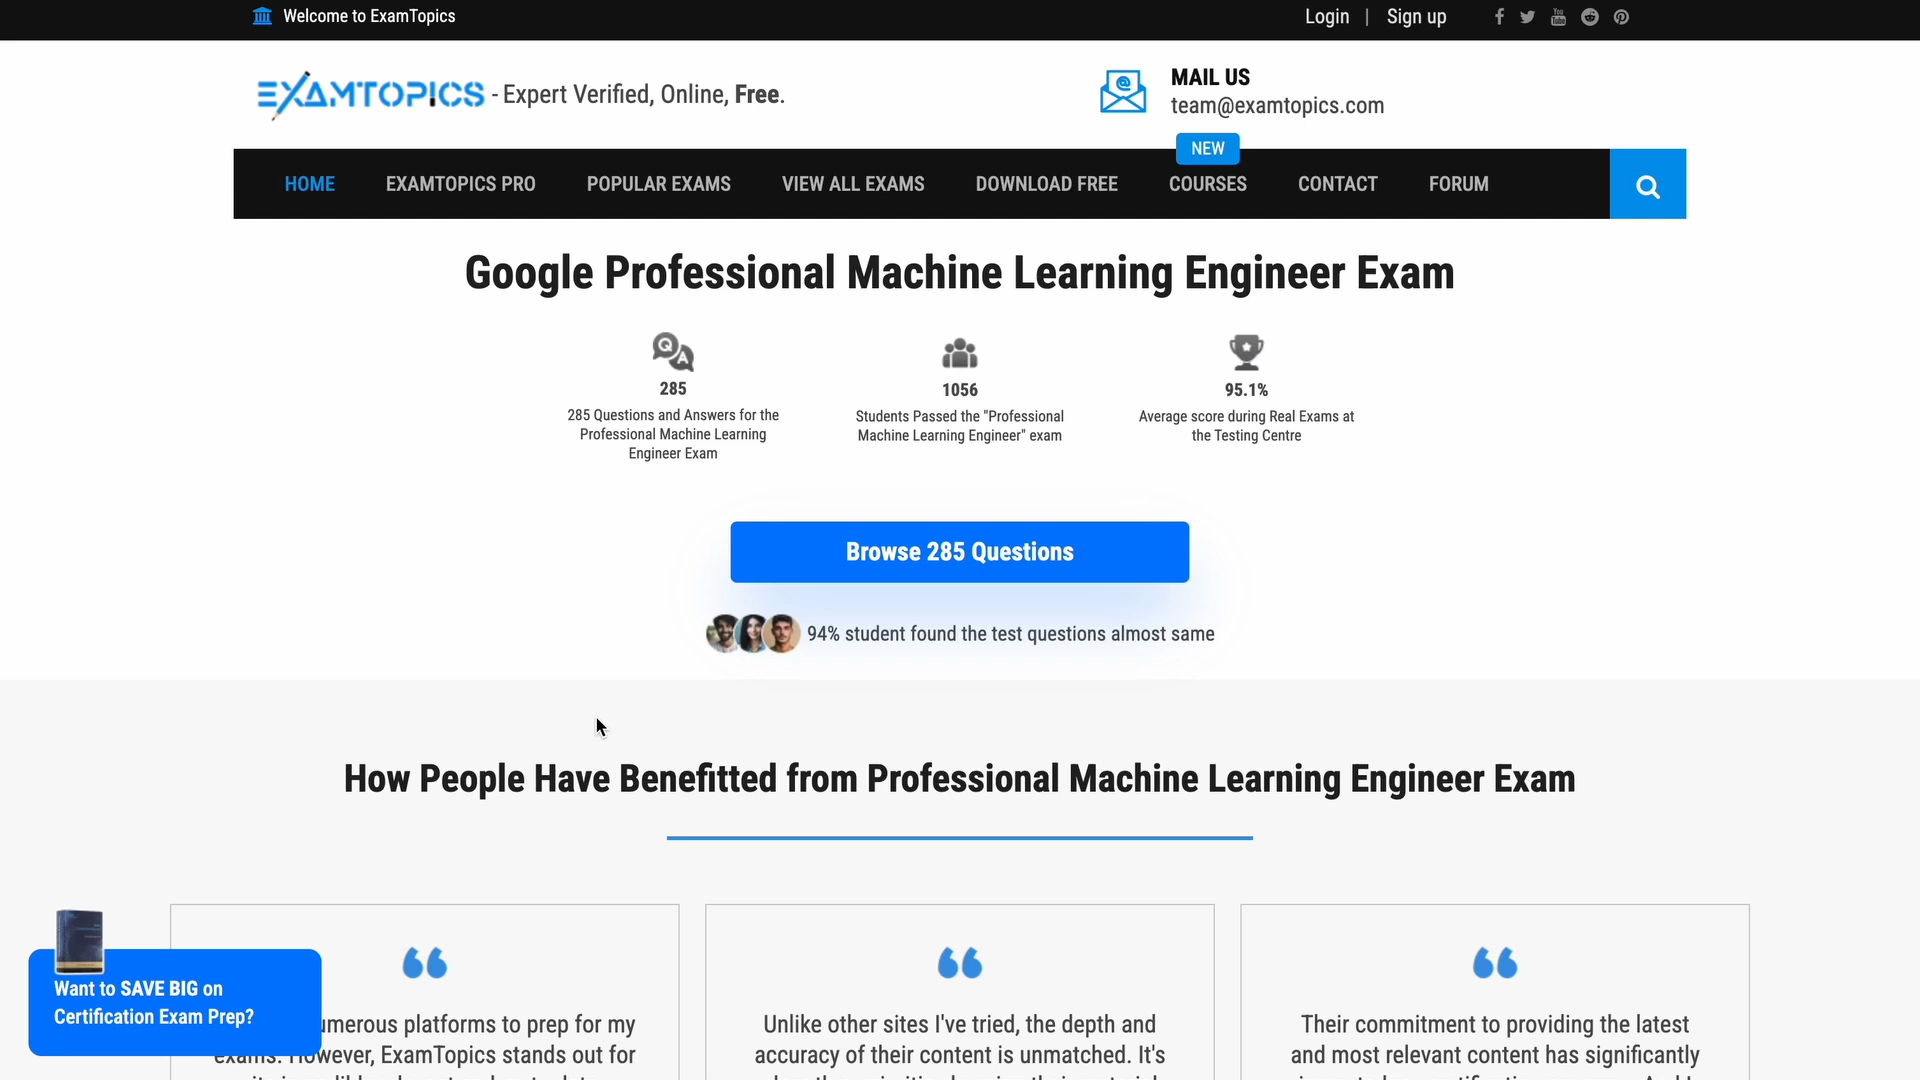 Welcome to ExamTopics
Login | Sign up
EXAMTOPICS - Expert Verified, Online, Free.
MAIL US
team@examtopics.com
NEW
HOME EXAMTOPICS PRO POPULAR EXAMS VIEW ALL EXAMS DOWNLOAD FREE COURSES CONTACT FORUM
Google Professional Machine Learning Engineer Exam
285
285 Questions and Answers for the
Professional Machine Learning
Engineer Exam
1056
Students Passed the "Professional
Machine Learning Engineer" exam
95.1%
Average score during Real Exams at
the Testing Centre
Browse 285 Questions
94% student found the test questions almost same
How People Have Benefitted from Professional Machine Learning Engineer Exam
Want to SAVE BIG on
Certification Exam Prep?
platforms to prep for my
exams. However, ExamTopics stands out for
Unlike other sites I've tried, the depth and
accuracy of their content is unmatched. It's
Their commitment to providing the latest
and most relevant content has significantly